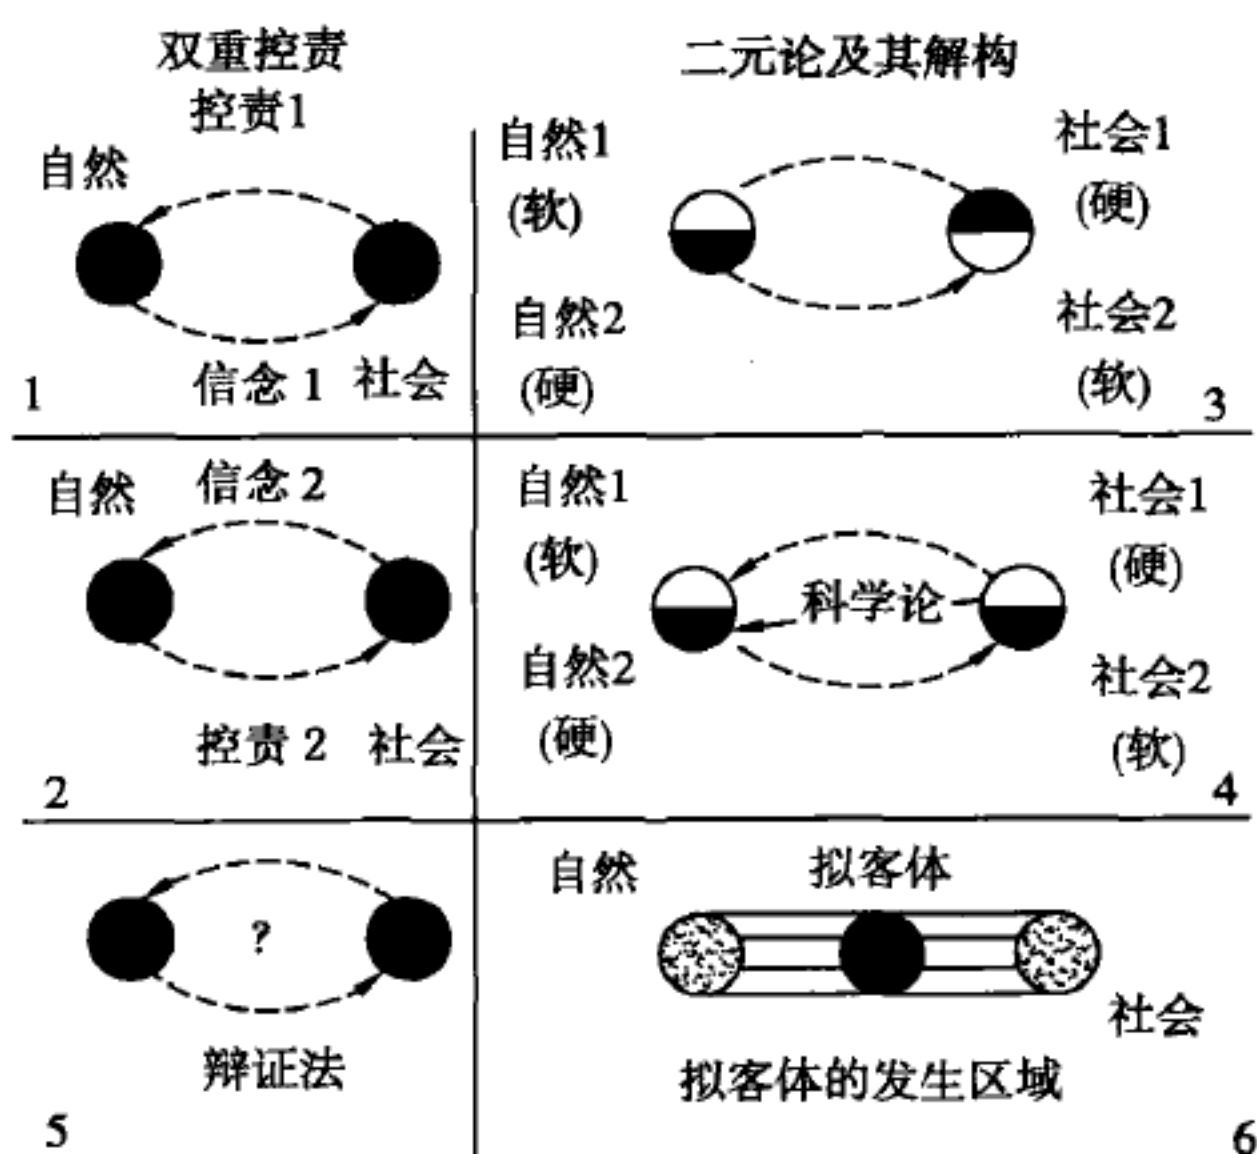 双重控责
控责1
自然
信念 1
社会
1
二元论及其解构
自然1
(软)
自然2
(硬)
社会1
(硬)
社会2
(软)
3
自然
信念 2
控责 2
社会
2
自然1
(软)
自然2
(硬)
科学论
社会1
(硬)
社会2
(软)
4
?
辩证法
5
自然
拟客体
社会
拟客体的发生区域
6